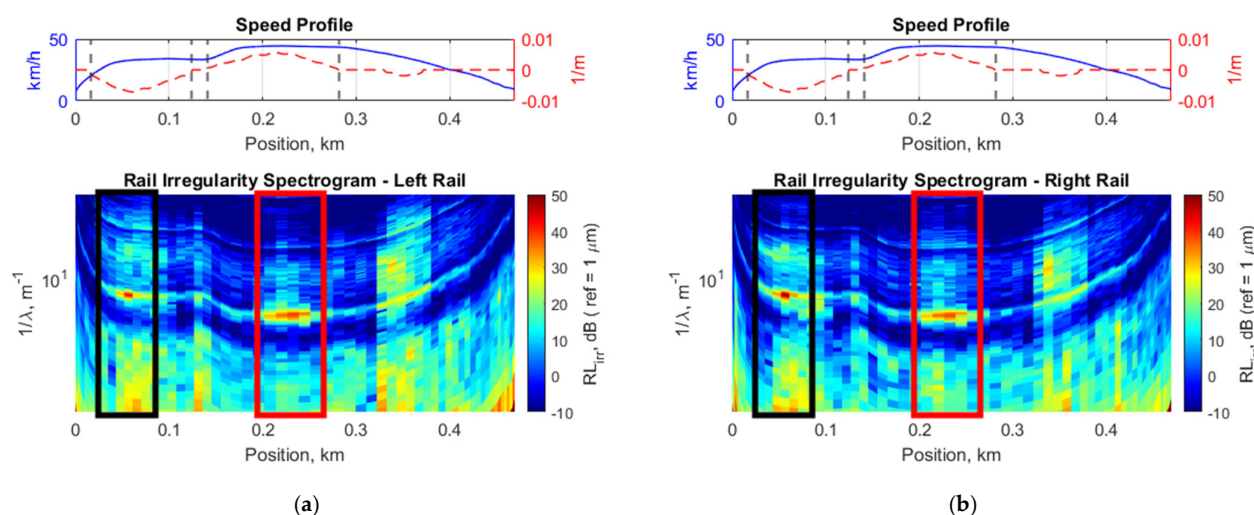 Speed Profile
50
0
km/h
0.01
0
-0.01
1/m
0 0.1 0.2 0.3 0.4
Position, km
Rail Irregularity Spectrogram - Left Rail
10^1
1/λ, m^-1
50
40
30
20
10
0
-10
RL_irr, dB ( ref = 1 μm)
0 0.1 0.2 0.3 0.4
Position, km
(a)
Speed Profile
50
0
km/h
0.01
0
-0.01
1/m
0 0.1 0.2 0.3 0.4
Position, km
Rail Irregularity Spectrogram - Right Rail
10^1
1/λ, m^-1
50
40
30
20
10
0
-10
RL_irr, dB (ref = 1 μm)
0 0.1 0.2 0.3 0.4
Position, km
(b)